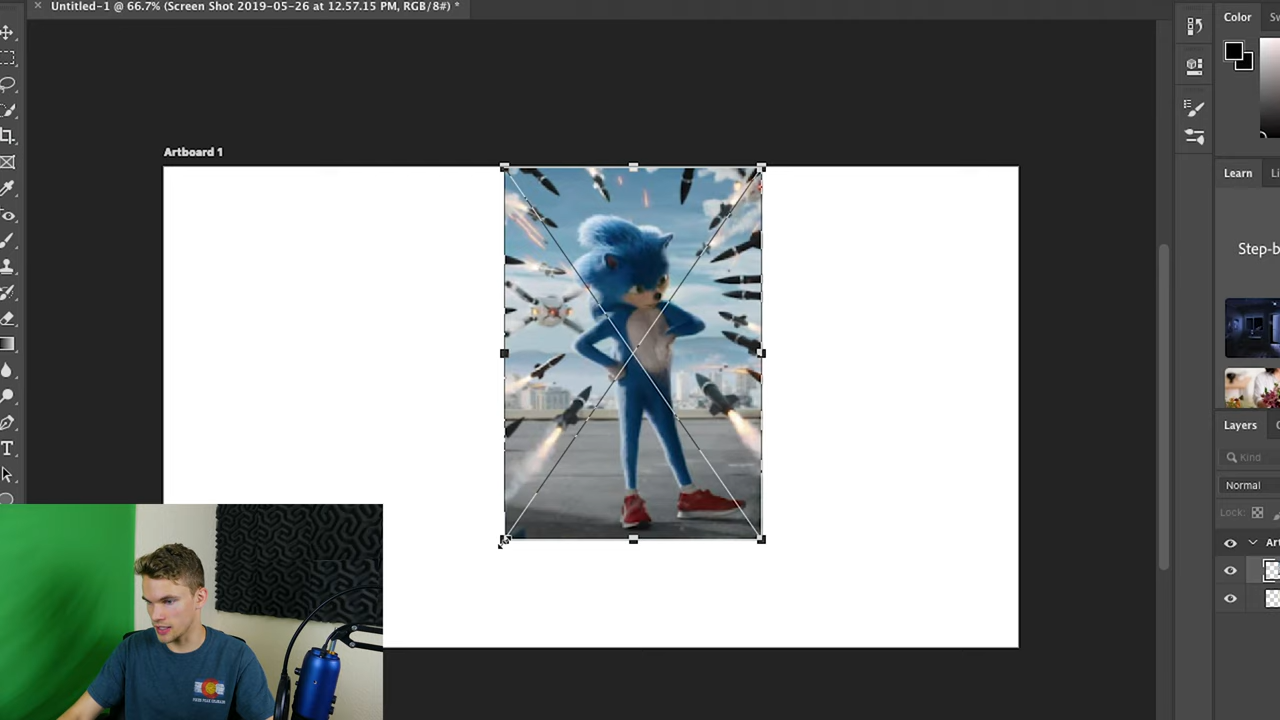 Untitled-1 @ 66.7% (Screen Shot 2019-05-26 at 12.57.15 PM, RGB/8#) *
Color
Artboard 1
Learn
Step-b
Layers
Kind
Normal
Lock:
Ar